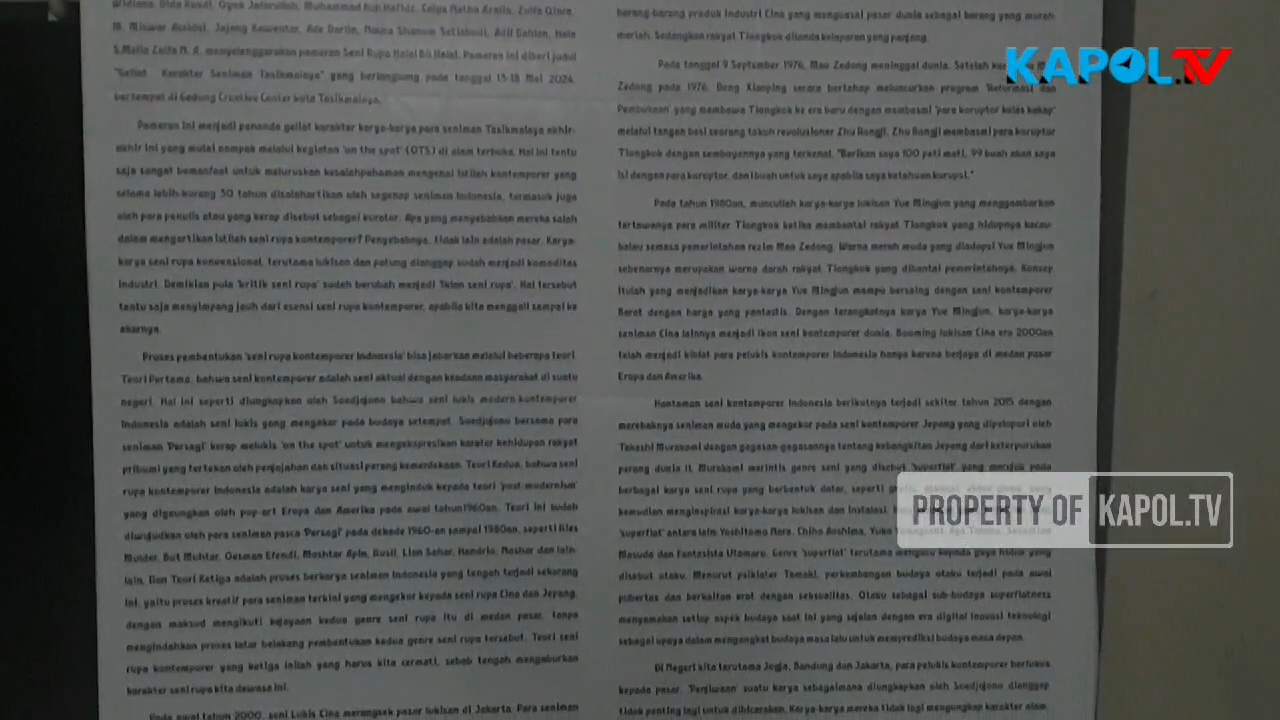 Widiana, Dida Rundi, Oyok Jafarulloh, Muhammad Nuh Hafidz, Calya Ratna Aralia, Zulfa Qinra,
M. Miswar Assidqi, Jajang Kawentar, Ade Darlin, Maura Shanum Setiabudi, Adil Dahlan, Hale
S.Mella Zulfa N. A. menyelenggarakan pameran Seni Rupa Halal Bil Halal. Pameran ini diberi judul
"Geliat Karakter Seniman Tasikmalaya" yang berlangsung pada tanggal 13-18 Mei 2024,
bertempat di Gedung Creative Center kota Tasikmalaya.
Pameran ini menjadi penanda geliat karakter karya-karya para seniman Tasikmalaya akhir-
akhir ini yang mulai nampak melalui kegiatan 'on the spot' (OTS) di alam terbuka. Hal ini tentu
saja sangat bermanfaat untuk meluruskan kesalahpahaman mengenai istilah kontemporer yang
selama lebih-kurang 30 tahun disalahartikan oleh segenap seniman Indonesia, termasuk juga
oleh para penulis atau yang kerap disebut sebagai kurator. Apa yang menyebabkan mereka salah
dalam mengartikan istilah seni rupa kontemporer? Penyebabnya, tidak lain adalah pasar. Karya-
karya seni rupa konvensional, terutama lukisan dan patung dianggap sudah menjadi komoditas
industri. Demikian pula 'kritik seni rupa' sudah berubah menjadi 'iklan seni rupa'. Hal tersebut
tentu saja menyimpang jauh dari esensi seni rupa kontemporer, apabila kita menggali sampai ke
akarnya.
Proses pembentukan 'seni rupa kontemporer Indonesia' bisa jabarkan melalui beberapa teori.
Teori Pertama, bahwa seni kontemporer adalah seni aktual dengan keadaan masyarakat di suatu
negeri. Hal ini seperti diungkapkan oleh Soedjojono bahwa seni lukis modern-kontemporer
Indonesia adalah seni lukis yang mengakar pada budaya setempat. Soedjojono bersama para
seniman 'Persagi' kerap melukis 'on the spot' untuk mengekspresikan karater kehidupan rakyat
pribumi yang tertekan oleh penjajahan dan situasi perang kemerdekaan. Teori Kedua, bahwa seni
rupa kontemporer Indonesia adalah karya seni yang menginduk kepada teori 'post-modernism'
yang digaungkan oleh pop-art Eropa dan Amerika pada awal tahun1960an. Teori ini sudah
diwujudkan oleh para seniman pasca 'Persagi' pada dekade 1960-an sampai 1980an, seperti Ries
Mulder, But Muhtar, Oesman Efendi, Mochtar Apin, Rusli, Lian Sahar, Handrio, Nashar dan lain-
lain. Dan Teori Ketiga adalah proses berkarya seniman Indonesia yang tengah terjadi sekarang
ini, yaitu proses kreatif para seniman terkini yang mengekor kepada seni rupa Cina dan Jepang,
dengan maksud mengikuti kejayaan kedua genre seni rupa itu di medan pasar, tanpa
mengindahkan proses latar belakang pembentukan kedua genre seni rupa tersebut. Teori seni
rupa kontemporer yang ketiga inilah yang harus kita cermati, sebab tengah mengaburkan
karakter seni rupa kita dewasa ini.
Pada awal tahun 2000, seni Lukis Cina merangsek pasar lukisan di Jakarta. Para seniman
barang-barang produk industri Cina yang menguasai pasar dunia sebagai barang yang murah
meriah. Sedangkan rakyat Tiongkok dilanda kelaparan yang panjang.
Pada tanggal 9 September 1976, Mao Zedong meninggal dunia. Setelah
Zedong pada 1976, Deng Xiaoping secara bertahap meluncurkan program 'Reformasi dan
Pembukaan' yang membawa Tiongkok ke era baru dengan membasmi 'para koruptor kelas kakap'
melalui tangan besi seorang tokoh revolusioner Zhu Rongji. Zhu Rongji membasmi para koruptor
Tiongkok dengan semboyannya yang terkenal, "Berikan saya 100 peti mati, 99 buah akan saya
isi dengan para koruptor, dan 1buah untuk saya apabila saya ketahuan korupsi."
Pada tahun 1980an, muncullah karya-karya lukisan Yue Mingjun yang menggambarkan
tertawanya para militer Tiongkok ketika membantai rakyat Tiongkok yang hidupnya kacau-
balau semasa pemerintahan rezim Mao Zedong. Warna merah muda yang diadopsi Yue Mingjun
sebenarnya merupakan warna darah rakyat Tiongkok yang dibantai pemerintahnya. Konsep
itulah yang menjadikan karya-karya Yue Mingjun mampu bersaing dengan seni kontemporer
Barat dengan harga yang pantastis. Dengan terangkatnya karya Yue Mingjun, karya-karya
seniman Cina lainnya menjadi ikon seni kontemporer dunia. Booming lukisan Cina era 2000an
telah menjadi kiblat para pelukis kontemporer Indonesia hanya karena berjaya di medan pasar
Eropa dan Amerika.
Hantaman seni kontemporer Indonesia berikutnya terjadi sekitar tahun 2015 dengan
merebaknya seniman muda yang mengekor pada seni kontemporer Jepang yang dipelopori oleh
Takashi Murakami dengan gagasan-gagasannya tentang kebangkitan Jepang dari keterpurukan
perang dunia II. Murakami merintis genre seni yang disebut 'superflat' yang merujuk pada
berbagai karya seni rupa yang berbentuk datar, seperti
kemudian menginspirasi karya-karya lukisan dan instalasi.
'superflat' antara lain Yoshitomo Nara, Chiho Aoshima, Yuko
Masuda dan Fantasista Utamaro. Genre 'superflat' terutama mengacu kepada gaya hidup yang
disebut otaku. Menurut psikiater Tamaki, perkembangan budaya otaku terjadi pada awal
pubertas dan berkaitan erat dengan seksualitas. Otaku sebagai sub-budaya superflatness
menyamakan setiap aspek budaya saat ini yang sejalan dengan era digital inovasi teknologi
sebagai upaya dalam mengangkat budaya masa lalu untuk memprediksi budaya masa depan.
Di Negeri kita terutama Jogja, Bandung dan Jakarta, para pelukis kontemporer berfokus
kepada pasar. 'Penjiwaan' suatu karya sebagaimana diungkapkan oleh Soedjojono dianggap
tidak penting lagi untuk dibicarakan. Karya-karya mereka tidak lagi mengungkap karakter alam,
KAPOL.TV
PROPERTY OF KAPOL.TV